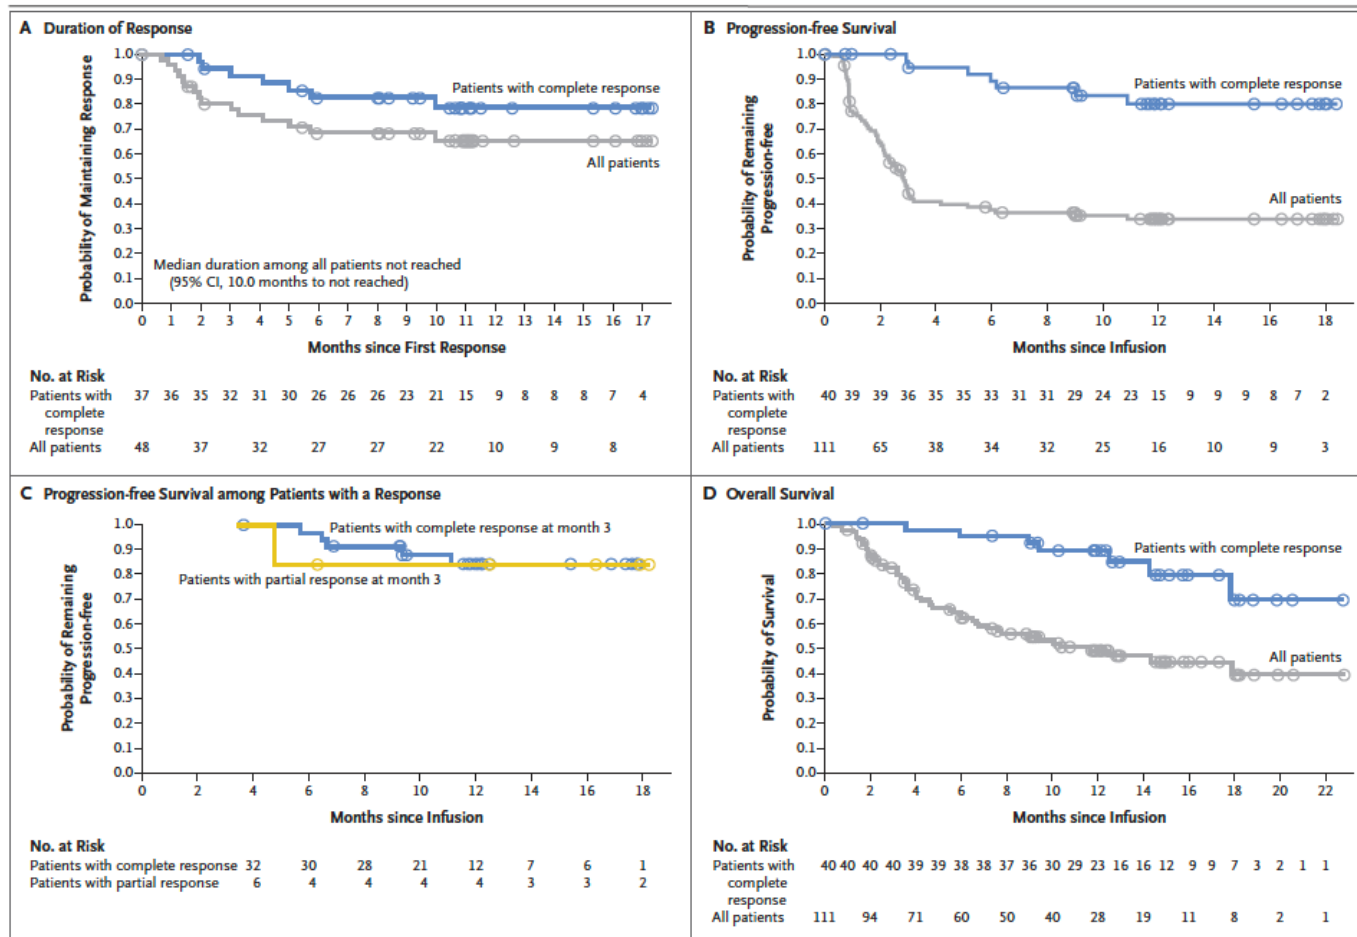 A Duration of Response
Probability of Maintaining Response
1.0
0.9
0.8
0.7
0.6
0.5
0.4
0.3
0.2
0.1
0.0
Patients with complete response
All patients
Median duration among all patients not reached
(95% CI, 10.0 months to not reached)
0 1 2 3 4 5 6 7 8 9 10 11 12 13 14 15 16 17
Months since First Response
No. at Risk
Patients with 37 36 35 32 31 30 26 26 26 23 21 15 9 8 8 8 7 4
complete
response
All patients 48 37 32 27 27 22 10 9 8
B Progression-free Survival
Probability of Remaining
Progression-free
1.0
0.9
0.8
0.7
0.6
0.5
0.4
0.3
0.2
0.1
0.0
Patients with complete response
All patients
0 2 4 6 8 10 12 14 16 18
Months since Infusion
No. at Risk
Patients with 40 39 39 36 35 35 33 31 31 29 24 23 15 9 9 9 8 7 2
complete
response
All patients 111 65 38 34 32 25 16 10 9 3
C Progression-free Survival among Patients with a Response
Probability of Remaining
Progression-free
1.0
0.9
0.8
0.7
0.6
0.5
0.4
0.3
0.2
0.1
0.0
Patients with complete response at month 3
Patients with partial response at month 3
0 2 4 6 8 10 12 14 16 18
Months since Infusion
No. at Risk
Patients with complete response 32 30 28 21 12 7 6 1
Patients with partial response 6 4 4 4 4 3 3 2
D Overall Survival
Probability of Survival
1.0
0.9
0.8
0.7
0.6
0.5
0.4
0.3
0.2
0.1
0.0
Patients with complete response
All patients
0 2 4 6 8 10 12 14 16 18 20 22
Months since Infusion
No. at Risk
Patients with 40 40 40 40 39 39 38 38 37 36 30 29 23 16 16 12 9 9 7 3 2 1 1
complete
response
All patients 111 94 71 60 50 40 28 19 11 8 2 1